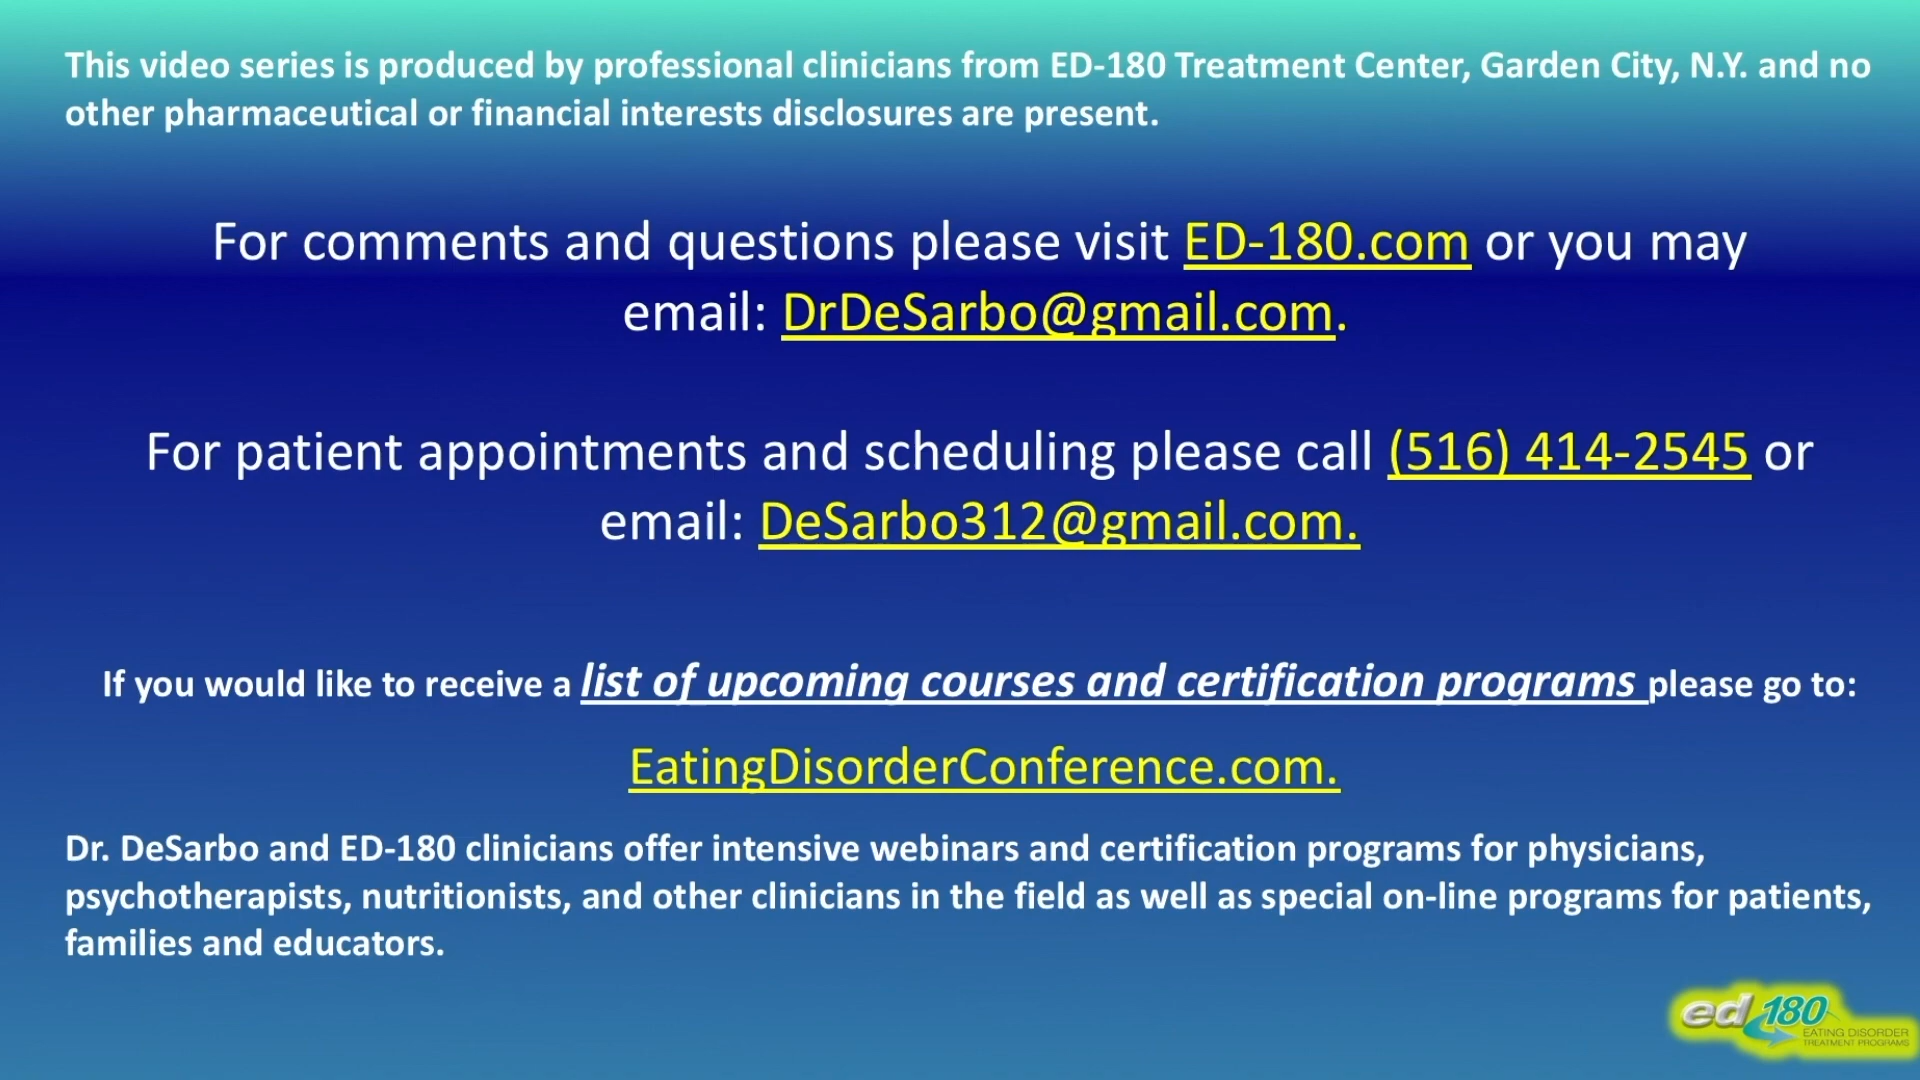 This video series is produced by professional clinicians from ED-180 Treatment Center, Garden City, N.Y. and no
other pharmaceutical or financial interests disclosures are present.
For comments and questions please visit ED-180.com or you may
email: DrDeSarbo@gmail.com.
For patient appointments and scheduling please call (516) 414-2545 or
email: DeSarbo312@gmail.com.
If you would like to receive a list of upcoming courses and certification programs please go to:
EatingDisorderConference.com.
Dr. DeSarbo and ED-180 clinicians offer intensive webinars and certification programs for physicians,
psychotherapists, nutritionists, and other clinicians in the field as well as special on-line programs for patients,
families and educators.
ed 180
EATING DISORDER
TREATMENT PROGRAMS